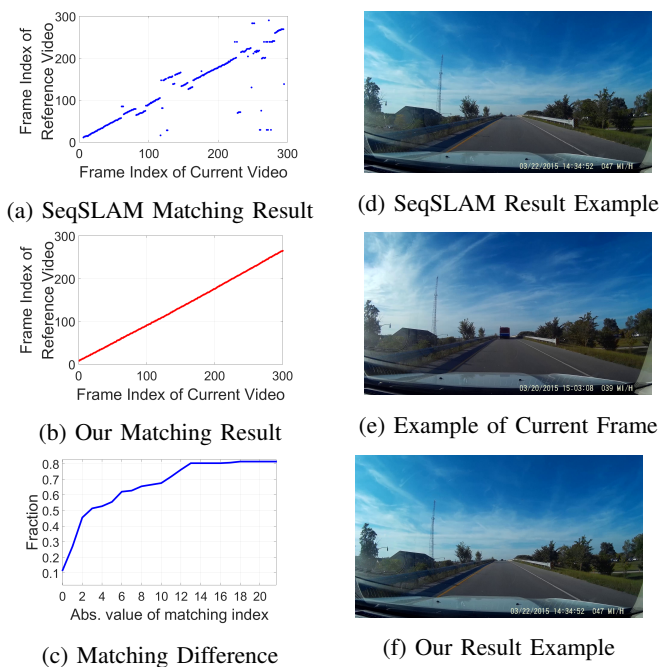 Frame Index of
Reference Video
300
200
100
0
0
100
200
300
Frame Index of Current Video
(a) SeqSLAM Matching Result
03/22/2015 14:34:52 047 MI/H
(d) SeqSLAM Result Example
Frame Index of
Reference Video
300
200
100
0
0
100
200
300
Frame Index of Current Video
(b) Our Matching Result
03/20/2015 15:03:08 039 MI/H
(e) Example of Current Frame
Fraction
0.8
0.7
0.6
0.5
0.4
0.3
0.2
0.1
0 2 4 6 8 10 12 14 16 18 20
Abs. value of matching index
(c) Matching Difference
03/22/2015 14:34:52 047 MI/H
(f) Our Result Example